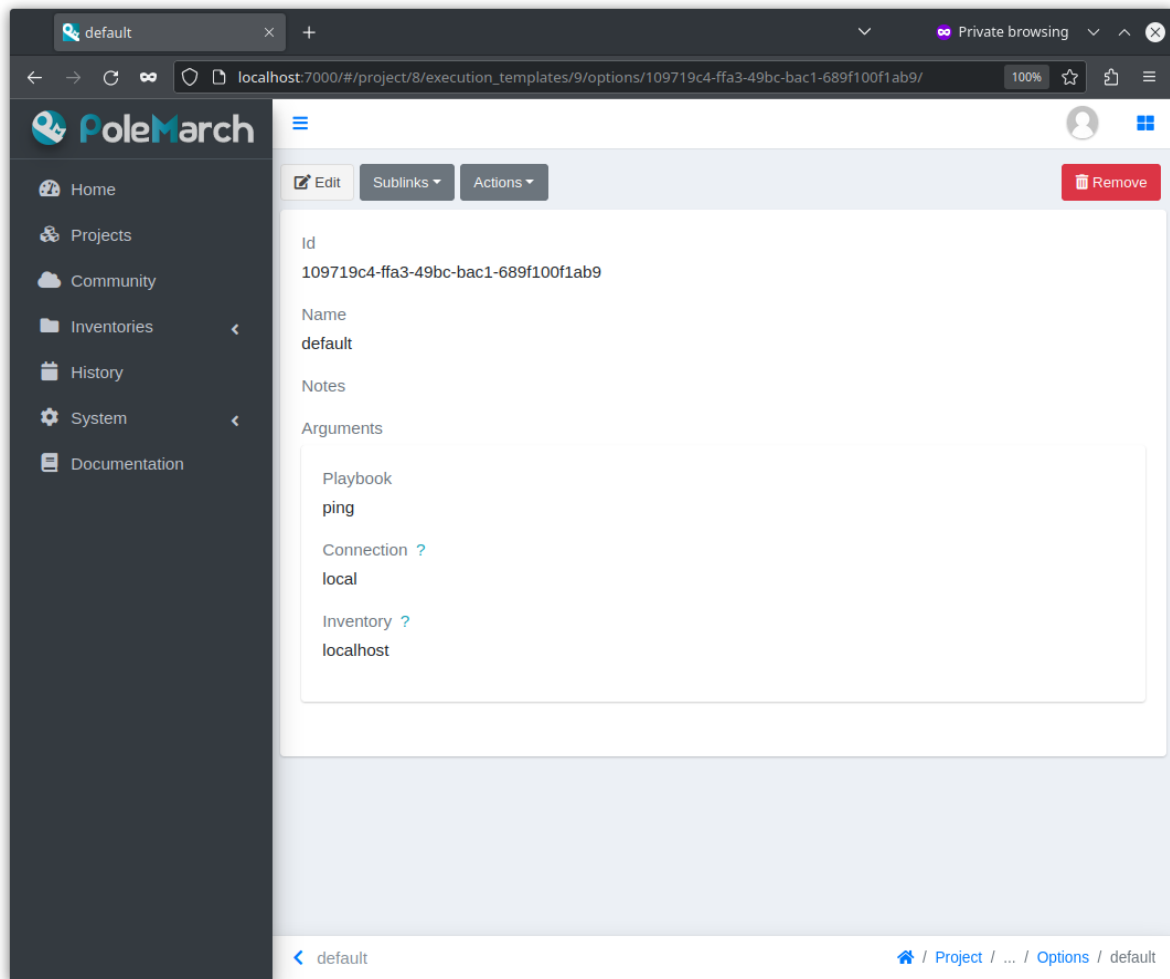 default
Private browsing
localhost:7000/#/project/8/execution_templates/9/options/109719c4-ffa3-49bc-bac1-689f100f1ab9/
100%
PoleMarch
Home
Projects
Community
Inventories
History
System
Documentation
Edit
Sublinks
Actions
Remove
Id
109719c4-ffa3-49bc-bac1-689f100f1ab9
Name
default
Notes
Arguments
Playbook
ping
Connection ?
local
Inventory ?
localhost
default
/ Project / ... / Options / default